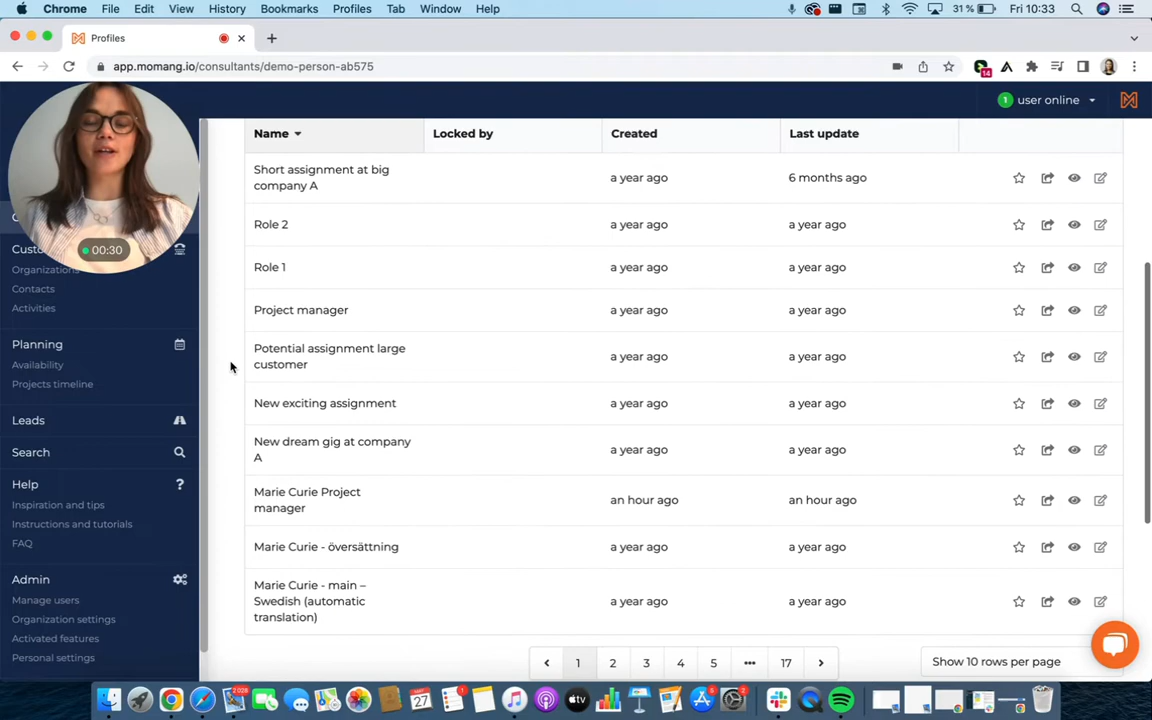 Chrome File Edit View History Bookmarks Profiles Tab Window Help 31 % Fri 10:33
Profiles
app.momang.io/consultants/demo-person-ab575
14
1 user online
00:30
Organizations
Contacts
Activities
Planning
Availability
Projects timeline
Leads
Search
Help
Inspiration and tips
Instructions and tutorials
FAQ
Admin
Manage users
Organization settings
Activated features
Personal settings
Name Locked by Created Last update
Short assignment at big
company A
a year ago 6 months ago
Role 2 a year ago a year ago
Role 1 a year ago a year ago
Project manager a year ago a year ago
Potential assignment large
customer
a year ago a year ago
New exciting assignment a year ago a year ago
New dream gig at company
A
a year ago a year ago
Marie Curie Project
manager
an hour ago an hour ago
Marie Curie - översättning a year ago a year ago
Marie Curie - main –
Swedish (automatic
translation)
a year ago a year ago
1 2 3 4 5 ••• 17
Show 10 rows per page